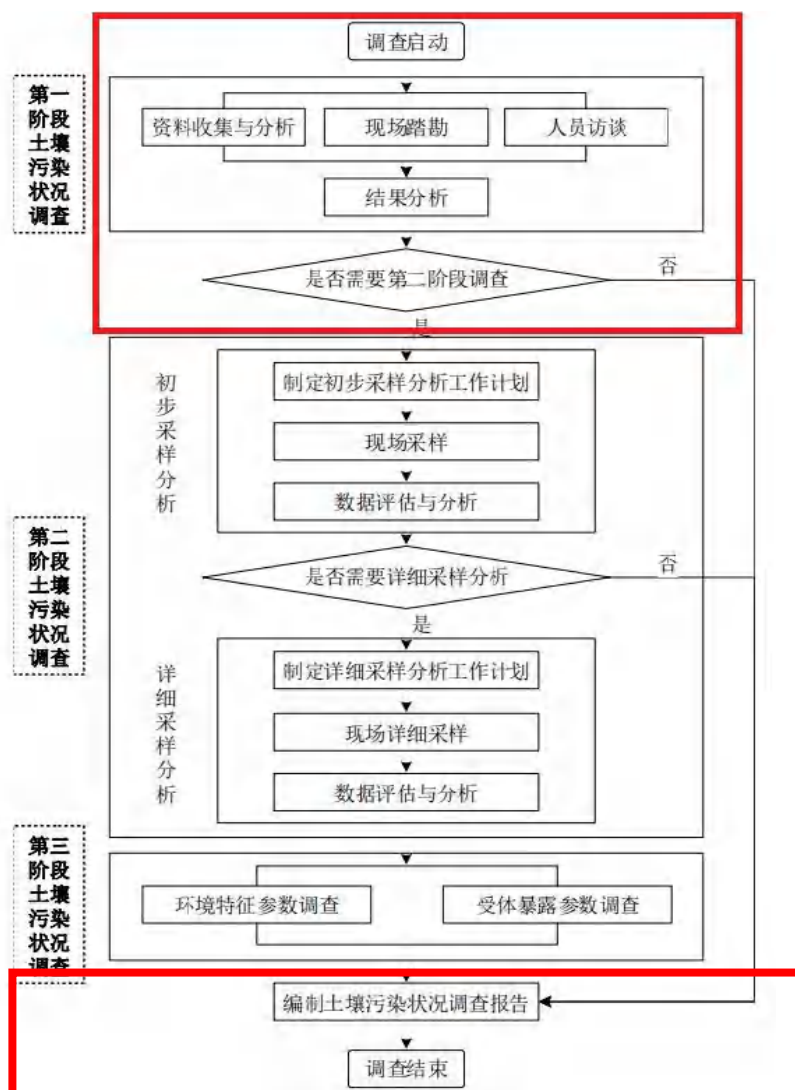 调查启动
第一
阶段
土壤
污染
状况
调查
资料收集与分析
现场踏勘
人员访谈
结果分析
是否需要第二阶段调查
否
是
初步采样分析
制定初步采样分析工作计划
现场采样
数据评估与分析
第二
阶段
土壤
污染
状况
调查
是否需要详细采样分析
否
是
详细采样分析
制定详细采样分析工作计划
现场详细采样
数据评估与分析
第三
阶段
土壤
污染
状况
调查
环境特征参数调查
受体暴露参数调查
编制土壤污染状况调查报告
调查结束